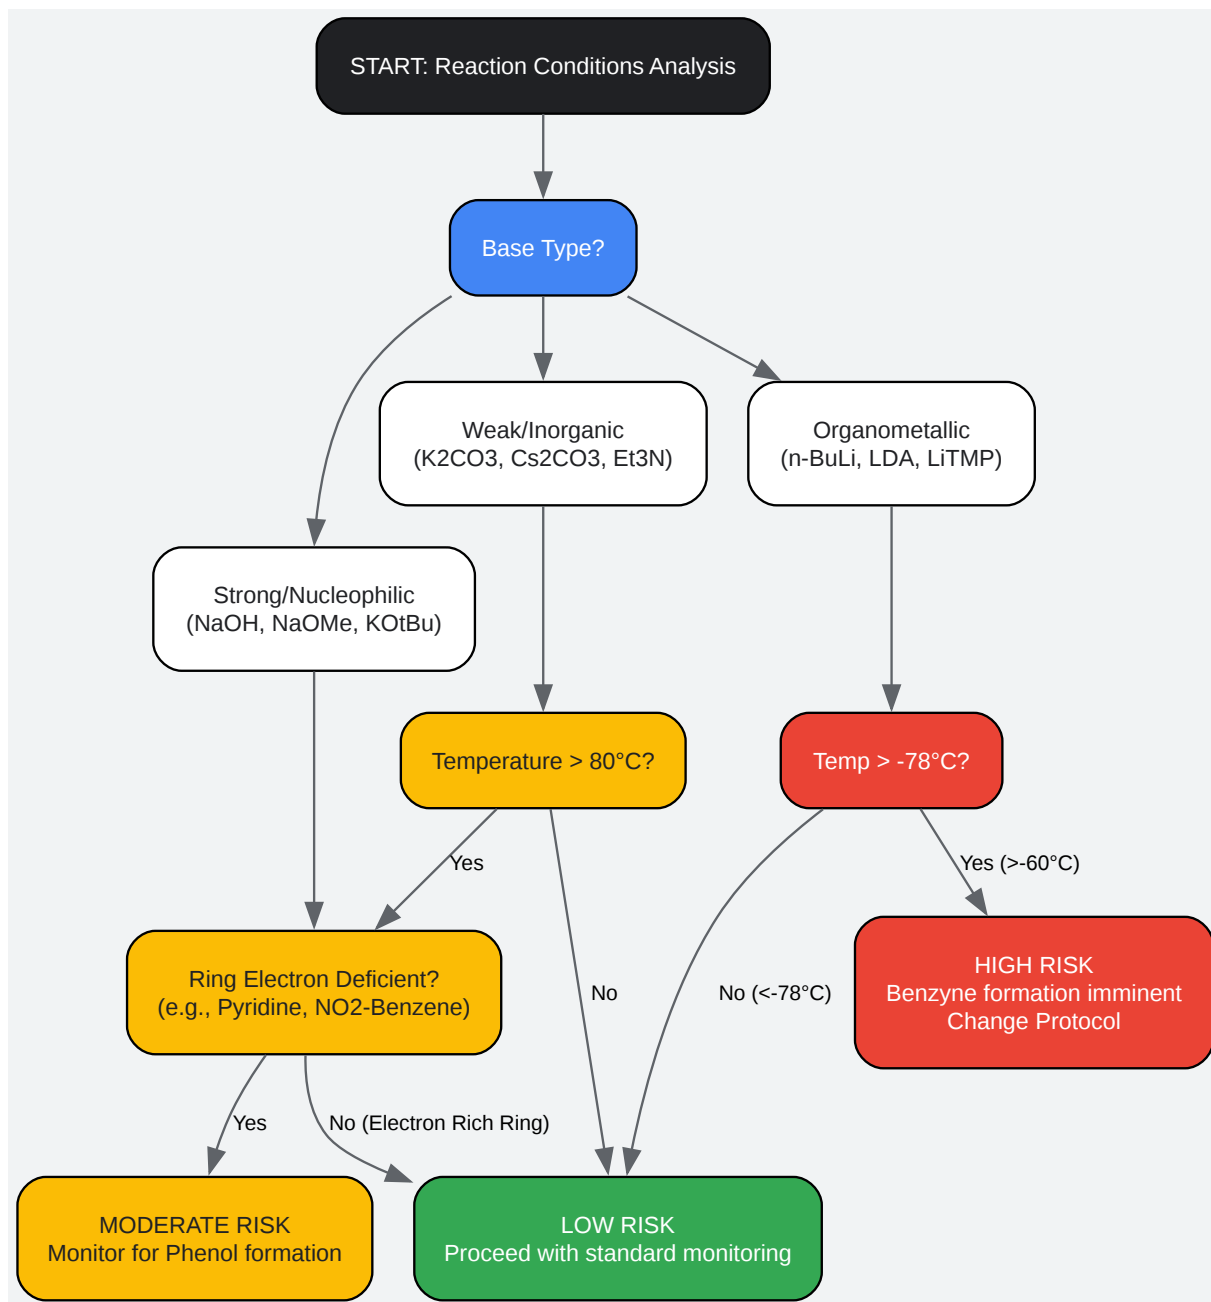 START: Reaction Conditions Analysis
Base Type?
Weak/Inorganic
(K2CO3, Cs2CO3, Et3N)
Organometallic
(n-BuLi, LDA, LiTMP)
Strong/Nucleophilic
(NaOH, NaOMe, KOtBu)
Temperature > 80°C?
Temp > -78°C?
Yes
Yes (>-60°C)
Ring Electron Deficient?
(e.g., Pyridine, NO2-Benzene)
No
No (<-78°C)
HIGH RISK
Benzyne formation imminent
Change Protocol
Yes
No (Electron Rich Ring)
MODERATE RISK
Monitor for Phenol formation
LOW RISK
Proceed with standard monitoring